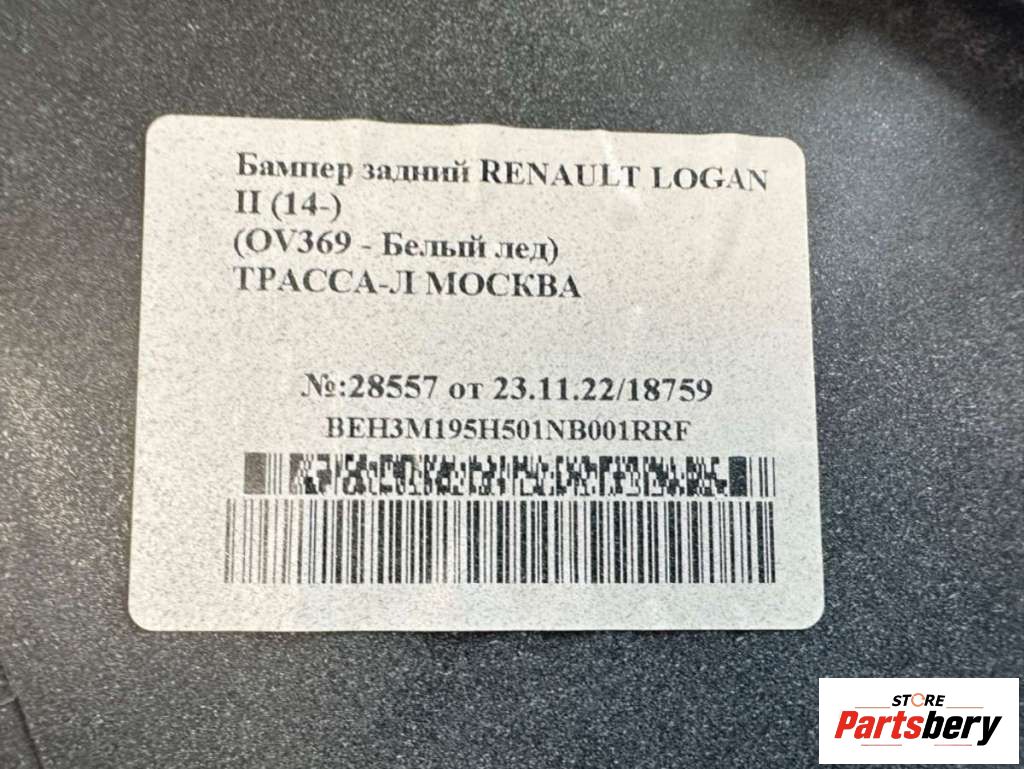 Бампер задний RENAULT LOGAN
II (14-)
(OV369 - Белый лед)
ТРАССА-Л МОСКВА
№:28557 от 23.11.22/18759
BEH3M195H501NB001RRF
STORE
Partsbery